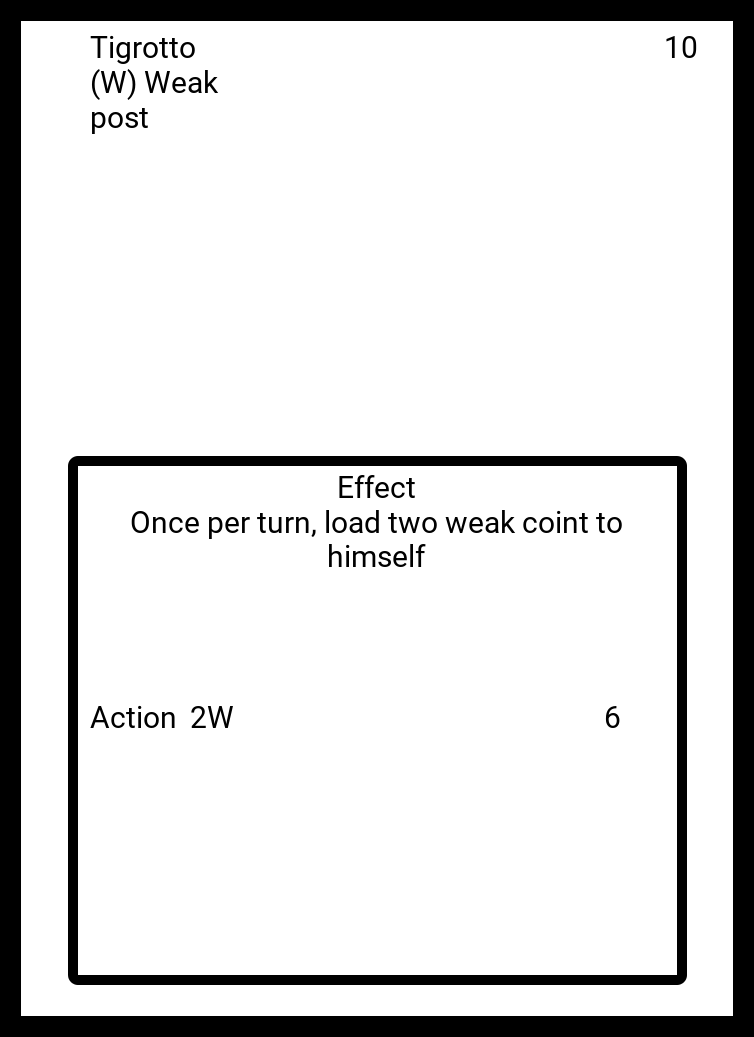 Tigrotto 10
(W) Weak
post
Effect
Once per turn, load two weak coint to
himself
Action 2W 6